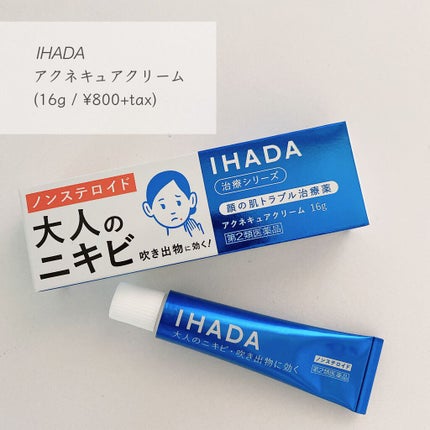 IHADA
アクネキュアクリーム
(16g / ¥800+tax)
ノンステロイド
大人の
ニキビ 吹き出物に効く!
IHADA
治療シリーズ
顔の肌トラブル治療薬
アクネキュアクリーム 16g
第2類医薬品
IHADA
大人のニキビ・吹き出物に効く
ノンステロイド
第2類医薬品